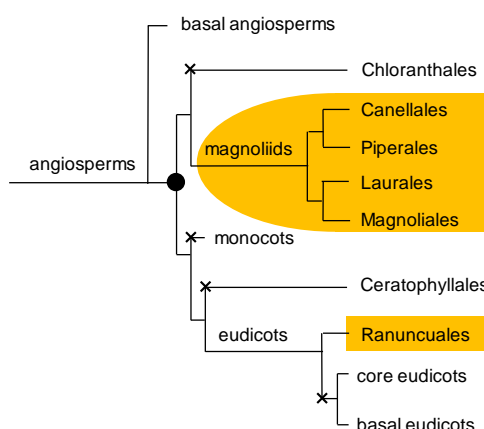 basal angiosperms
Chloranthales
Canellales
magnoliids
Piperales
angiosperms
Laurales
Magnoliales
monocots
Ceratophyllales
eudicots
Ranuncuales
core eudicots
basal eudicots